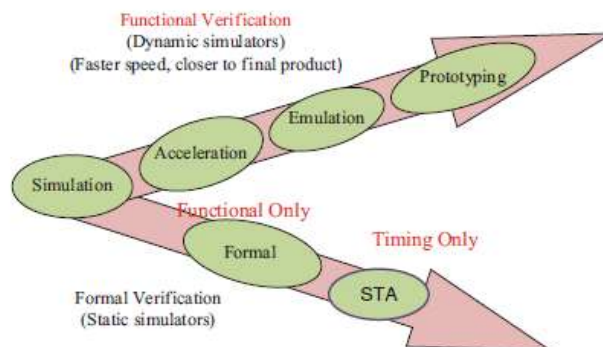 Functional Verification
(Dynamic simulators)
(Faster speed, closer to final product)
Prototyping
Emulation
Acceleration
Simulation
Functional Only
Timing Only
Formal
STA
Formal Verification
(Static simulators)